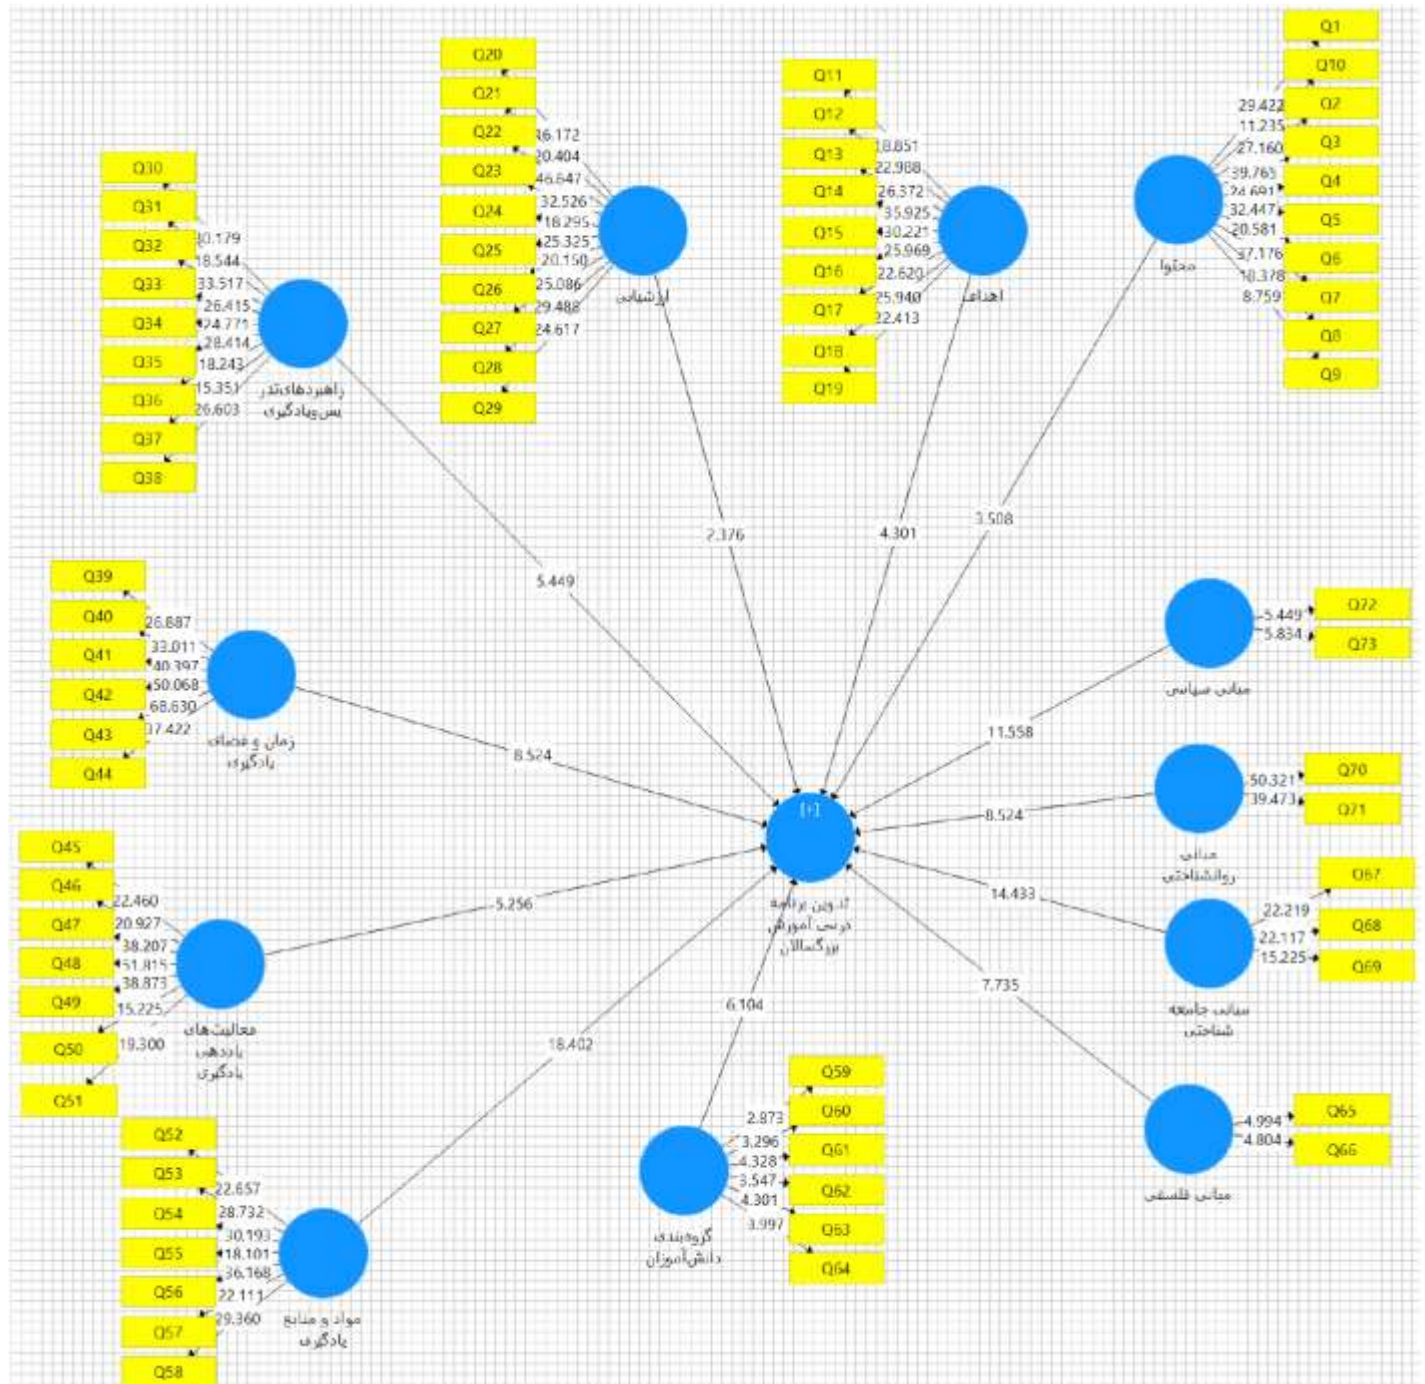 Q20
Q21
Q22
Q23
Q24
Q25
Q26
Q27
Q28
Q29
20.404
46.647
32.526
18.295
25.325
20.150
25.086
29.488
24.617
ارزشیابی
Q11
Q12
Q13
Q14
Q15
Q16
Q17
Q18
Q19
18.851
22.988
26.372
35.925
30.221
25.969
22.620
25.940
22.413
اهداف
Q1
Q10
Q2
Q3
Q4
Q5
Q6
Q7
Q8
Q9
29.422
11.235
27.160
39.765
24.691
32.447
20.581
37.176
18.378
8.759
محتوا
Q30
Q31
Q32
Q33
Q34
Q35
Q36
Q37
Q38
18.544
33.517
26.415
24.771
28.414
18.243
15.351
26.603
راهبردهای‌تدر
یس‌ویادگیری
5.449
2.376
4.301
3.508
Q39
Q40
Q41
Q42
Q43
Q44
26.887
33.011
40.397
50.068
68.630
37.422
زمان و فضای
یادگیری
8.524
Q72
Q73
5.449
5.834
مبانی سیاسی
11.558
Q70
Q71
50.321
39.473
مبانی
روانشناختی
8.524
[+]
تدوین برنامه
درسی آموزش
بزرگسالان
Q67
Q68
Q69
22.219
22.117
15.225
مبانی جامعه
شناختی
14.433
Q45
Q46
Q47
Q48
Q49
Q50
Q51
22.460
20.927
38.207
51.815
38.873
15.225
19.300
فعالیت‌های
یاددهی
یادگیری
5.256
18.402
6.104
7.735
Q52
Q53
Q54
Q55
Q56
Q57
Q58
22.657
28.732
30.193
18.101
36.168
22.111
29.360
مواد و منابع
یادگیری
Q59
Q60
Q61
Q62
Q63
Q64
2.873
3.296
4.328
3.547
4.301
3.997
گروه‌بندی
دانش‌آموزان
Q65
Q66
4.994
4.804
مبانی فلسفی